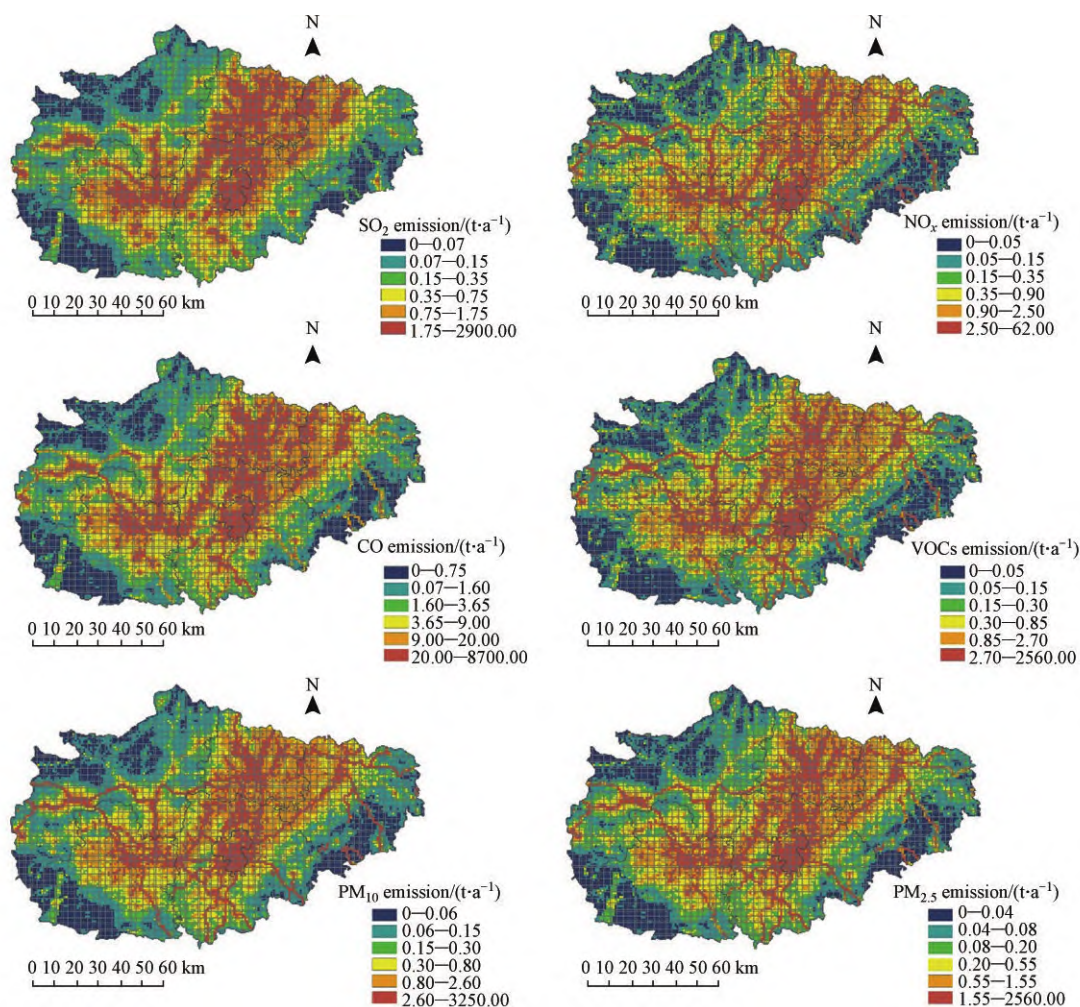 N
SO₂ emission/(t·a⁻¹)
0—0.07
0.07—0.15
0.15—0.35
0.35—0.75
0.75—1.75
1.75—2900.00
0 10 20 30 40 50 60 km
N
NOₓ emission/(t·a⁻¹)
0—0.05
0.05—0.15
0.15—0.35
0.35—0.90
0.90—2.50
2.50—62.00
0 10 20 30 40 50 60 km
N
CO emission/(t·a⁻¹)
0—0.75
0.07—1.60
1.60—3.65
3.65—9.00
9.00—20.00
20.00—8700.00
0 10 20 30 40 50 60 km
N
VOCs emission/(t·a⁻¹)
0—0.05
0.05—0.15
0.15—0.30
0.30—0.85
0.85—2.70
2.70—2560.00
0 10 20 30 40 50 60 km
N
PM₁₀ emission/(t·a⁻¹)
0—0.06
0.06—0.15
0.15—0.30
0.30—0.80
0.80—2.60
2.60—3250.00
0 10 20 30 40 50 60 km
N
PM₂.₅ emission/(t·a⁻¹)
0—0.04
0.04—0.08
0.08—0.20
0.20—0.55
0.55—1.55
1.55—2560.00
0 10 20 30 40 50 60 km